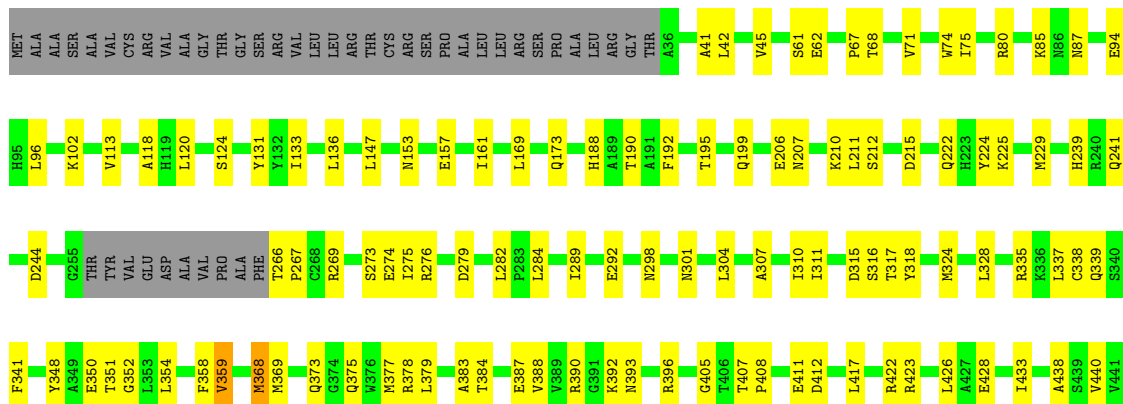 MET ALA ALA SER ALA VAL CYS ARG VAL ALA GLY THR GLY SER ARG VAL LEU LEU ARG THR CYS ARG SER PRO ALA LEU LEU ARG SER PRO ALA LEU ARG GLY THR A36 A41 L42 V45 S61 E62 P67 T68 V71 W74 I75 R80 K85 N86 N87 E94
H95 L96 K102 V113 A118 H119 L120 S124 Y131 Y132 I133 L136 L147 N153 E157 I161 L169 Q173 H188 A189 T190 A191 F192 T195 Q199 E206 N207 K210 L211 S212 D215 Q222 H223 Y224 K225 M229 H239 R240 Q241
D244 G255 THR TYR VAL GLU ASP ALA VAL PRO ALA PHE T266 P267 C268 R269 S273 E274 I275 R276 D279 L282 P283 L284 I289 E292 N298 N301 L304 A307 I310 I311 D315 S316 T317 Y318 M324 L328 R335 K336 L337 C338 Q339 S340
F341 Y348 A349 E350 T351 G352 L353 L354 F358 V359 M368 M369 Q373 G374 Q375 W376 M377 R378 L379 A383 T384 E387 V388 V389 R390 G391 K392 N393 R396 G405 T406 T407 P408 E411 D412 L417 R422 R423 L426 A427 E428 I433 A438 S439 V440 V441